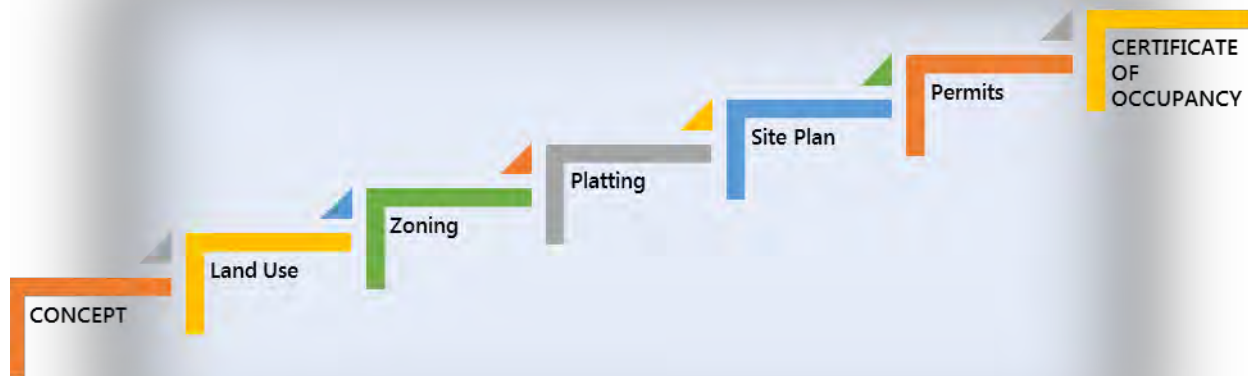 CONCEPT
Land Use
Zoning
Platting
Site Plan
Permits
CERTIFICATE
OF
OCCUPANCY